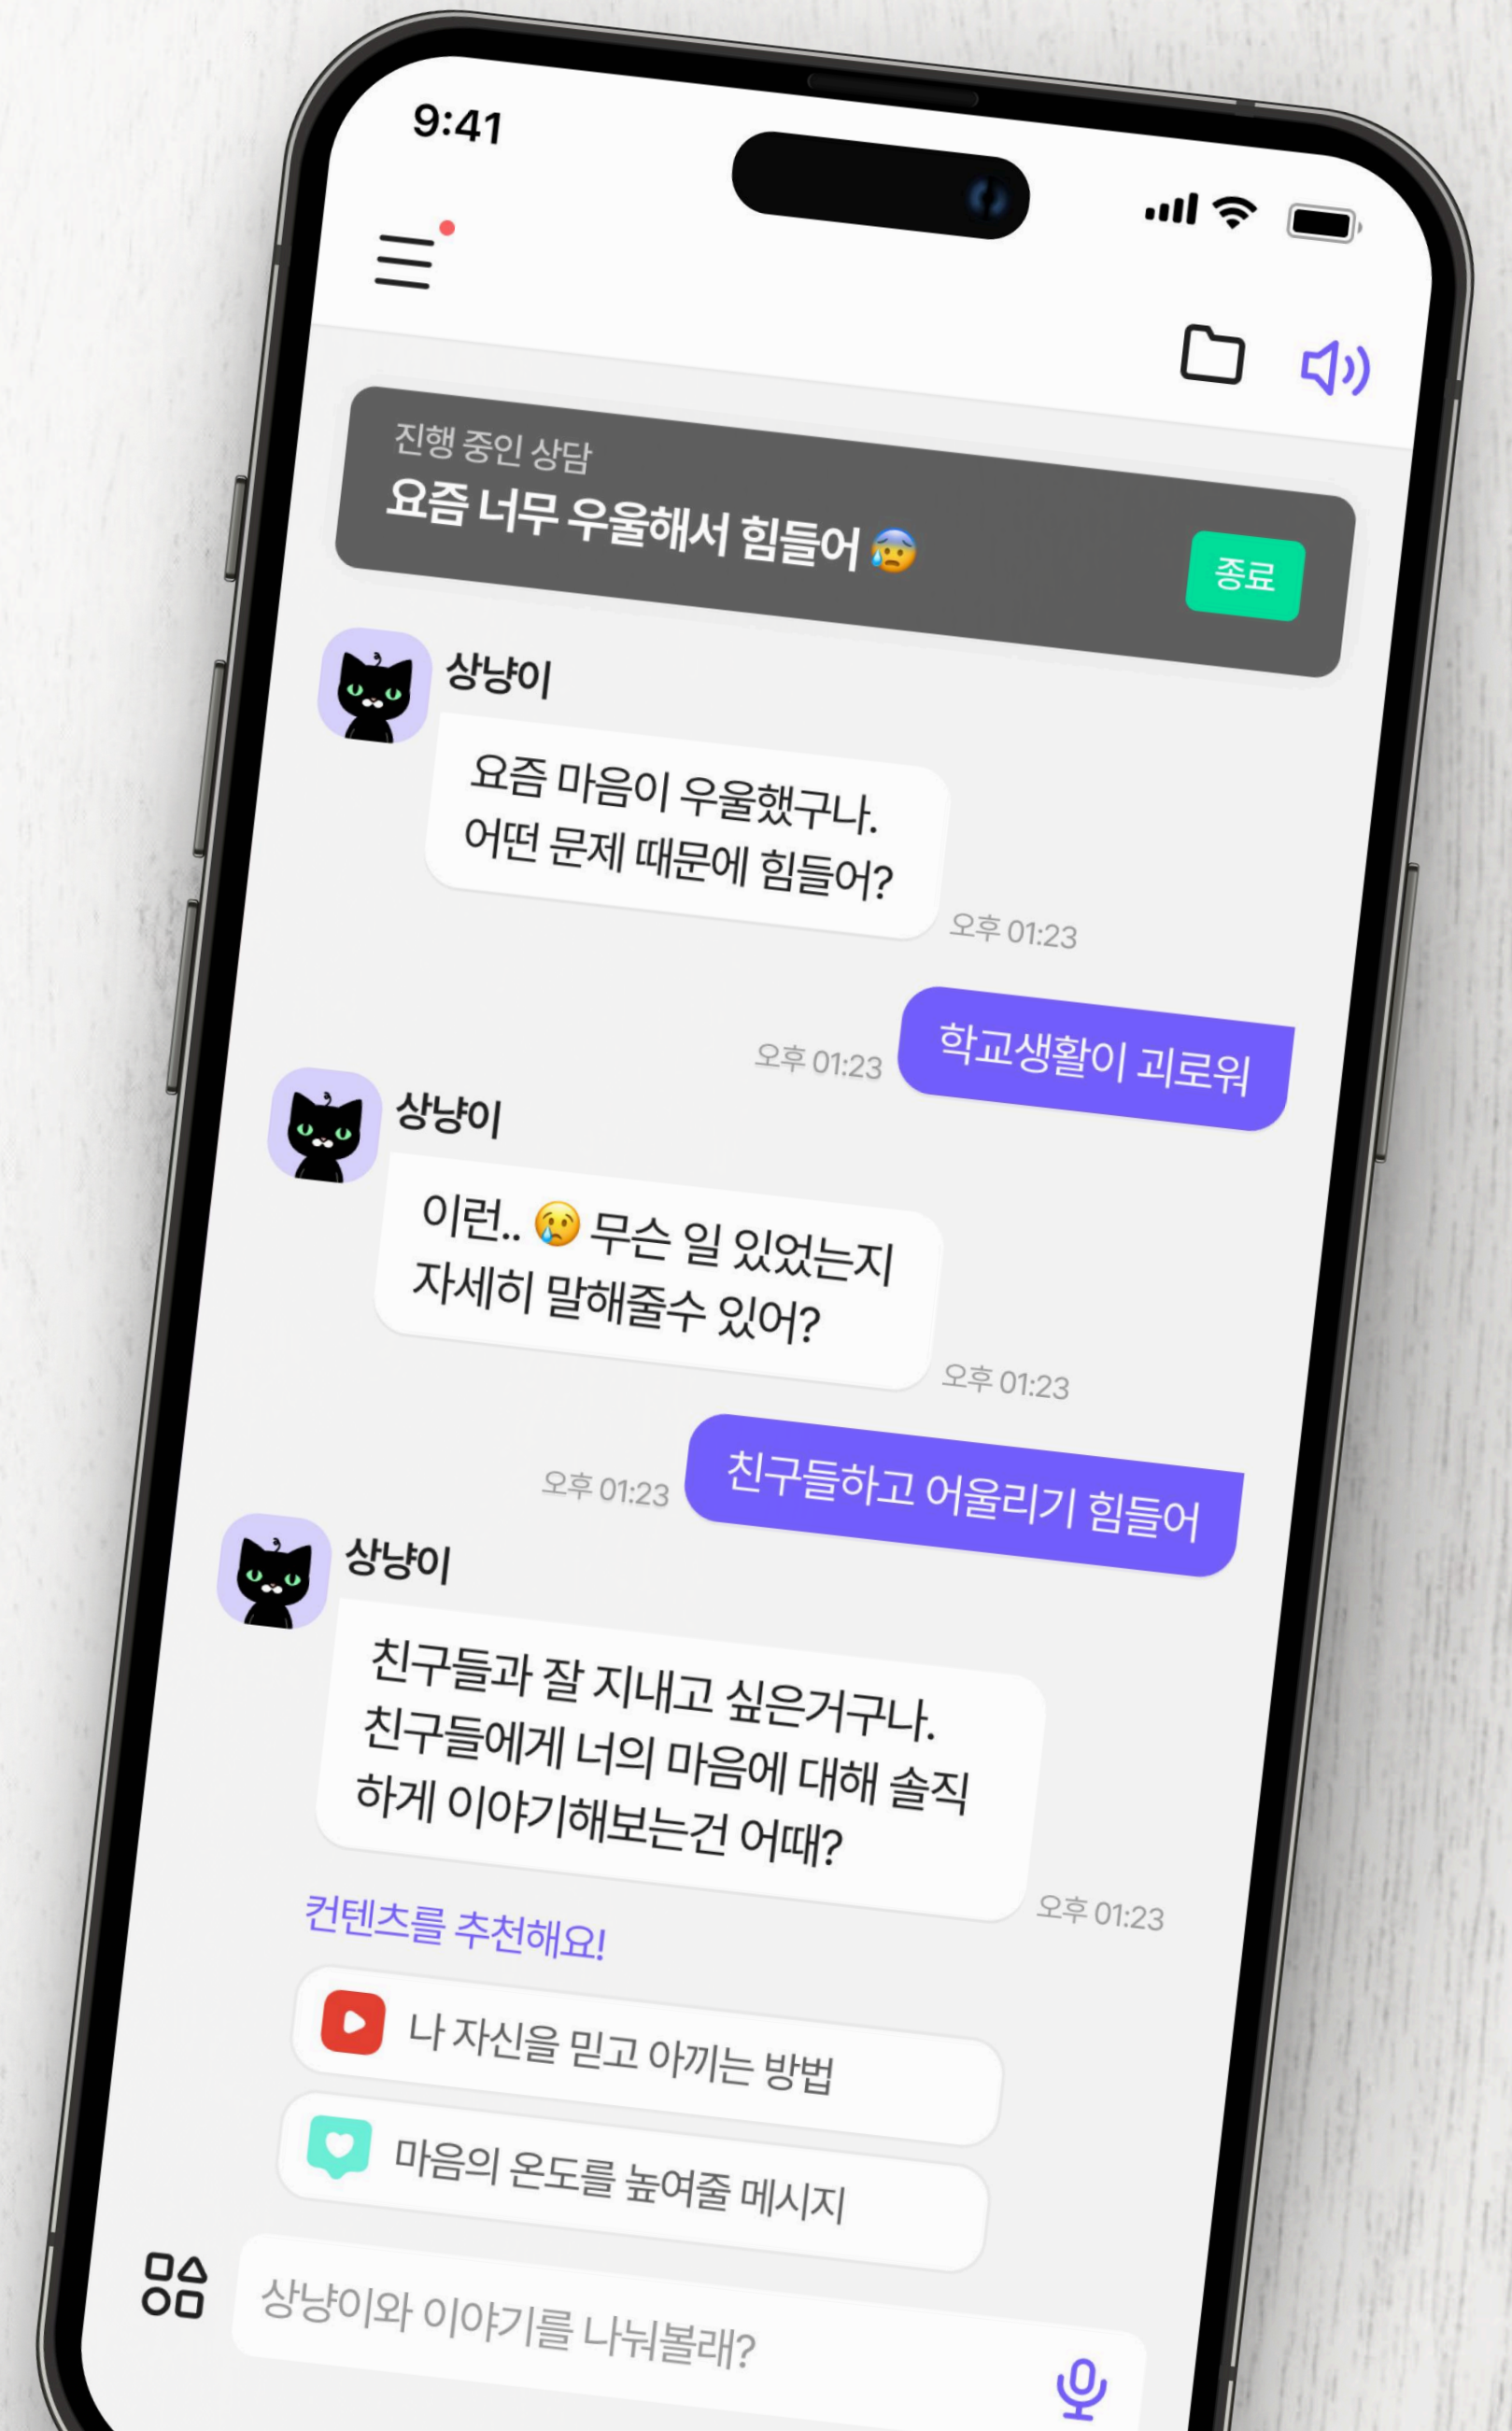 9:41
진행 중인 상담
요즘 너무 우울해서 힘들어 😰
종료
상냥이
요즘 마음이 우울했구나.
어떤 문제 때문에 힘들어?
오후 01:23
학교생활이 괴로워
오후 01:23
상냥이
이런.. 😢 무슨 일 있었는지
자세히 말해줄수 있어?
오후 01:23
친구들하고 어울리기 힘들어
오후 01:23
상냥이
친구들과 잘 지내고 싶은거구나.
친구들에게 너의 마음에 대해 솔직
하게 이야기해보는건 어때?
오후 01:23
컨텐츠를 추천해요!
나 자신을 믿고 아끼는 방법
마음의 온도를 높여줄 메시지
상냥이와 이야기를 나눠볼래?